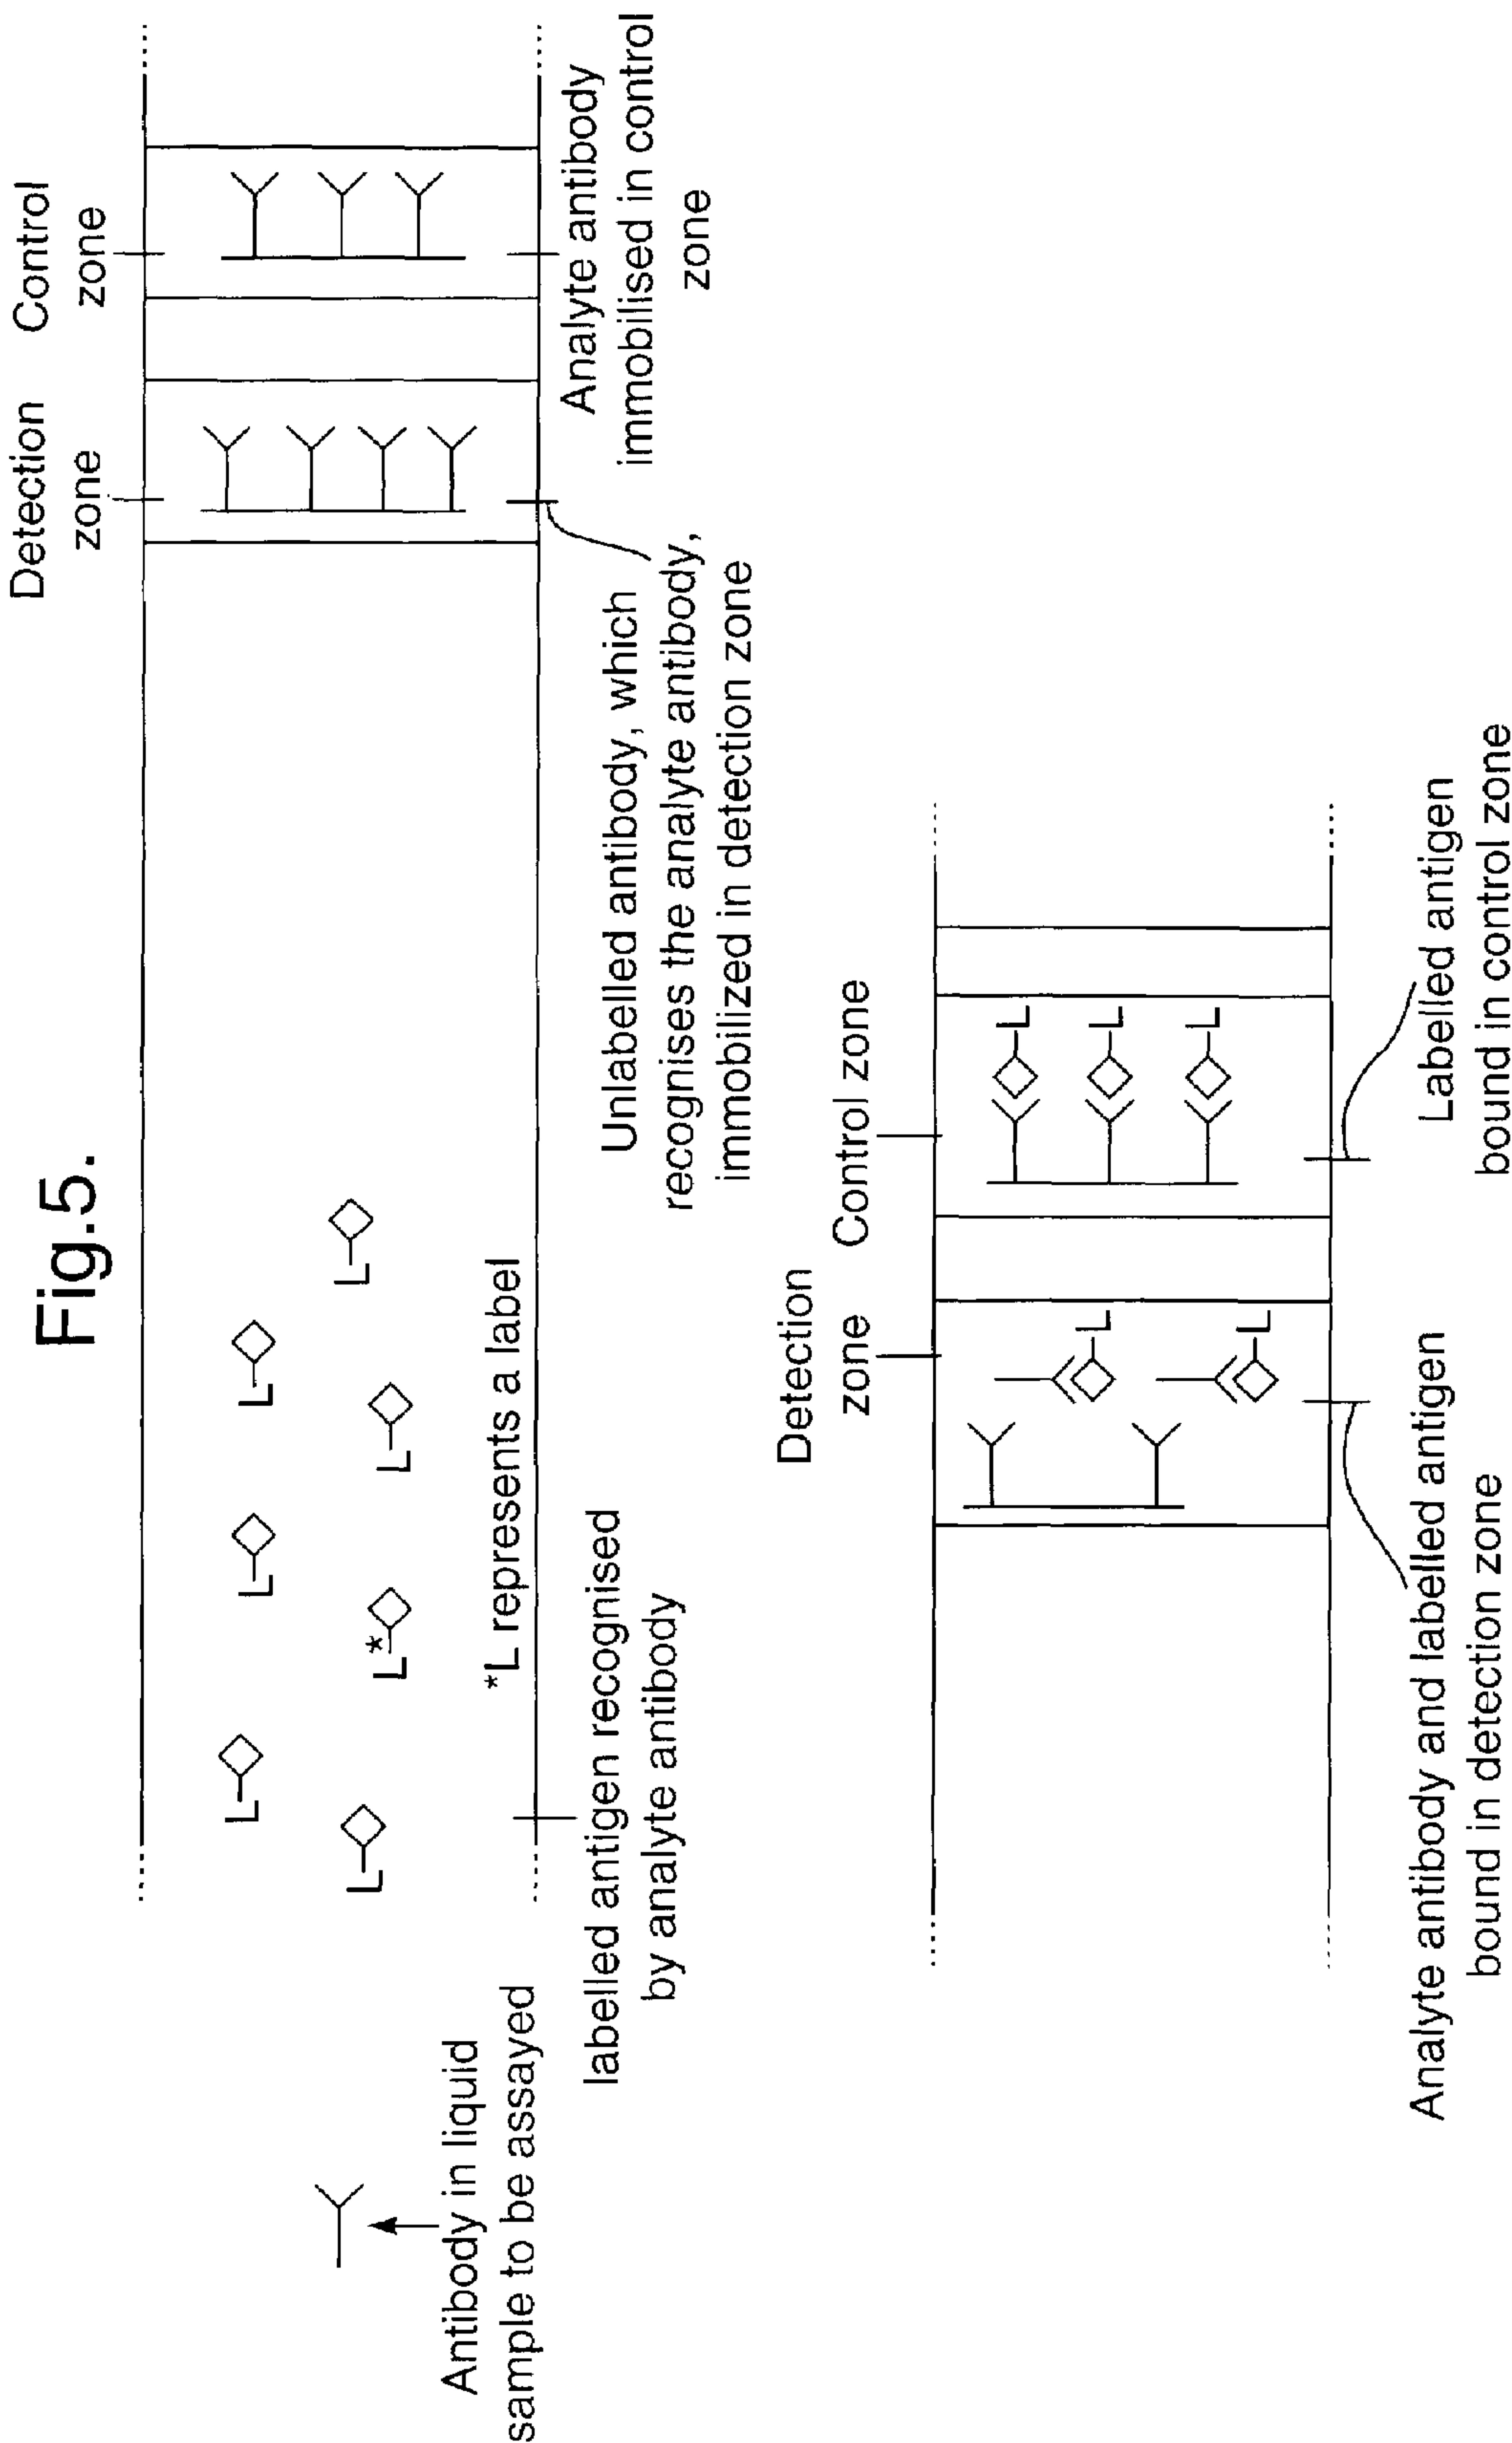 Fig.5.
Detection
zone
Control
zone
L
L
L
L
L
L*
L
*L represents a label
Antibody in liquid
sample to be assayed
labelled antigen recognised
by analyte antibody
Unlabelled antibody, which
recognises the analyte antibody,
immobilized in detection zone
Analyte antibody
immobilised in control
zone
Detection
zone
Control zone
L
L
L
L
L
Analyte antibody and labelled antigen
bound in detection zone
Labelled antigen
bound in control zone